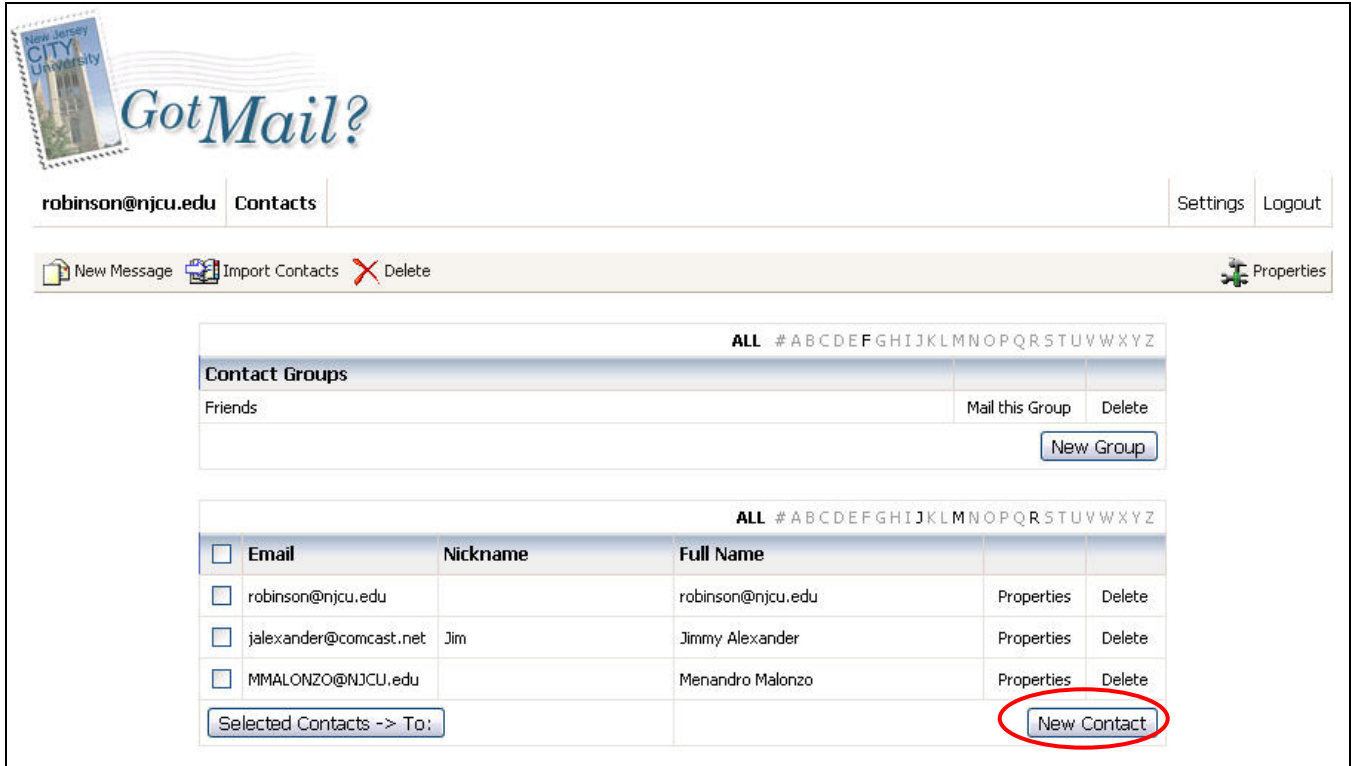 New Jersey
CITY
University
GotMail?
robinson@njcu.edu Contacts Settings Logout
New Message Import Contacts Delete Properties
ALL # A B C D E F G H I J K L M N O P Q R S T U V W X Y Z
Contact Groups
Friends Mail this Group Delete
New Group
ALL # A B C D E F G H I J K L M N O P Q R S T U V W X Y Z
Email Nickname Full Name
robinson@njcu.edu robinson@njcu.edu Properties Delete
jalexander@comcast.net Jim Jimmy Alexander Properties Delete
MMALONZO@NJCU.edu Menandro Malonzo Properties Delete
Selected Contacts -> To: New Contact